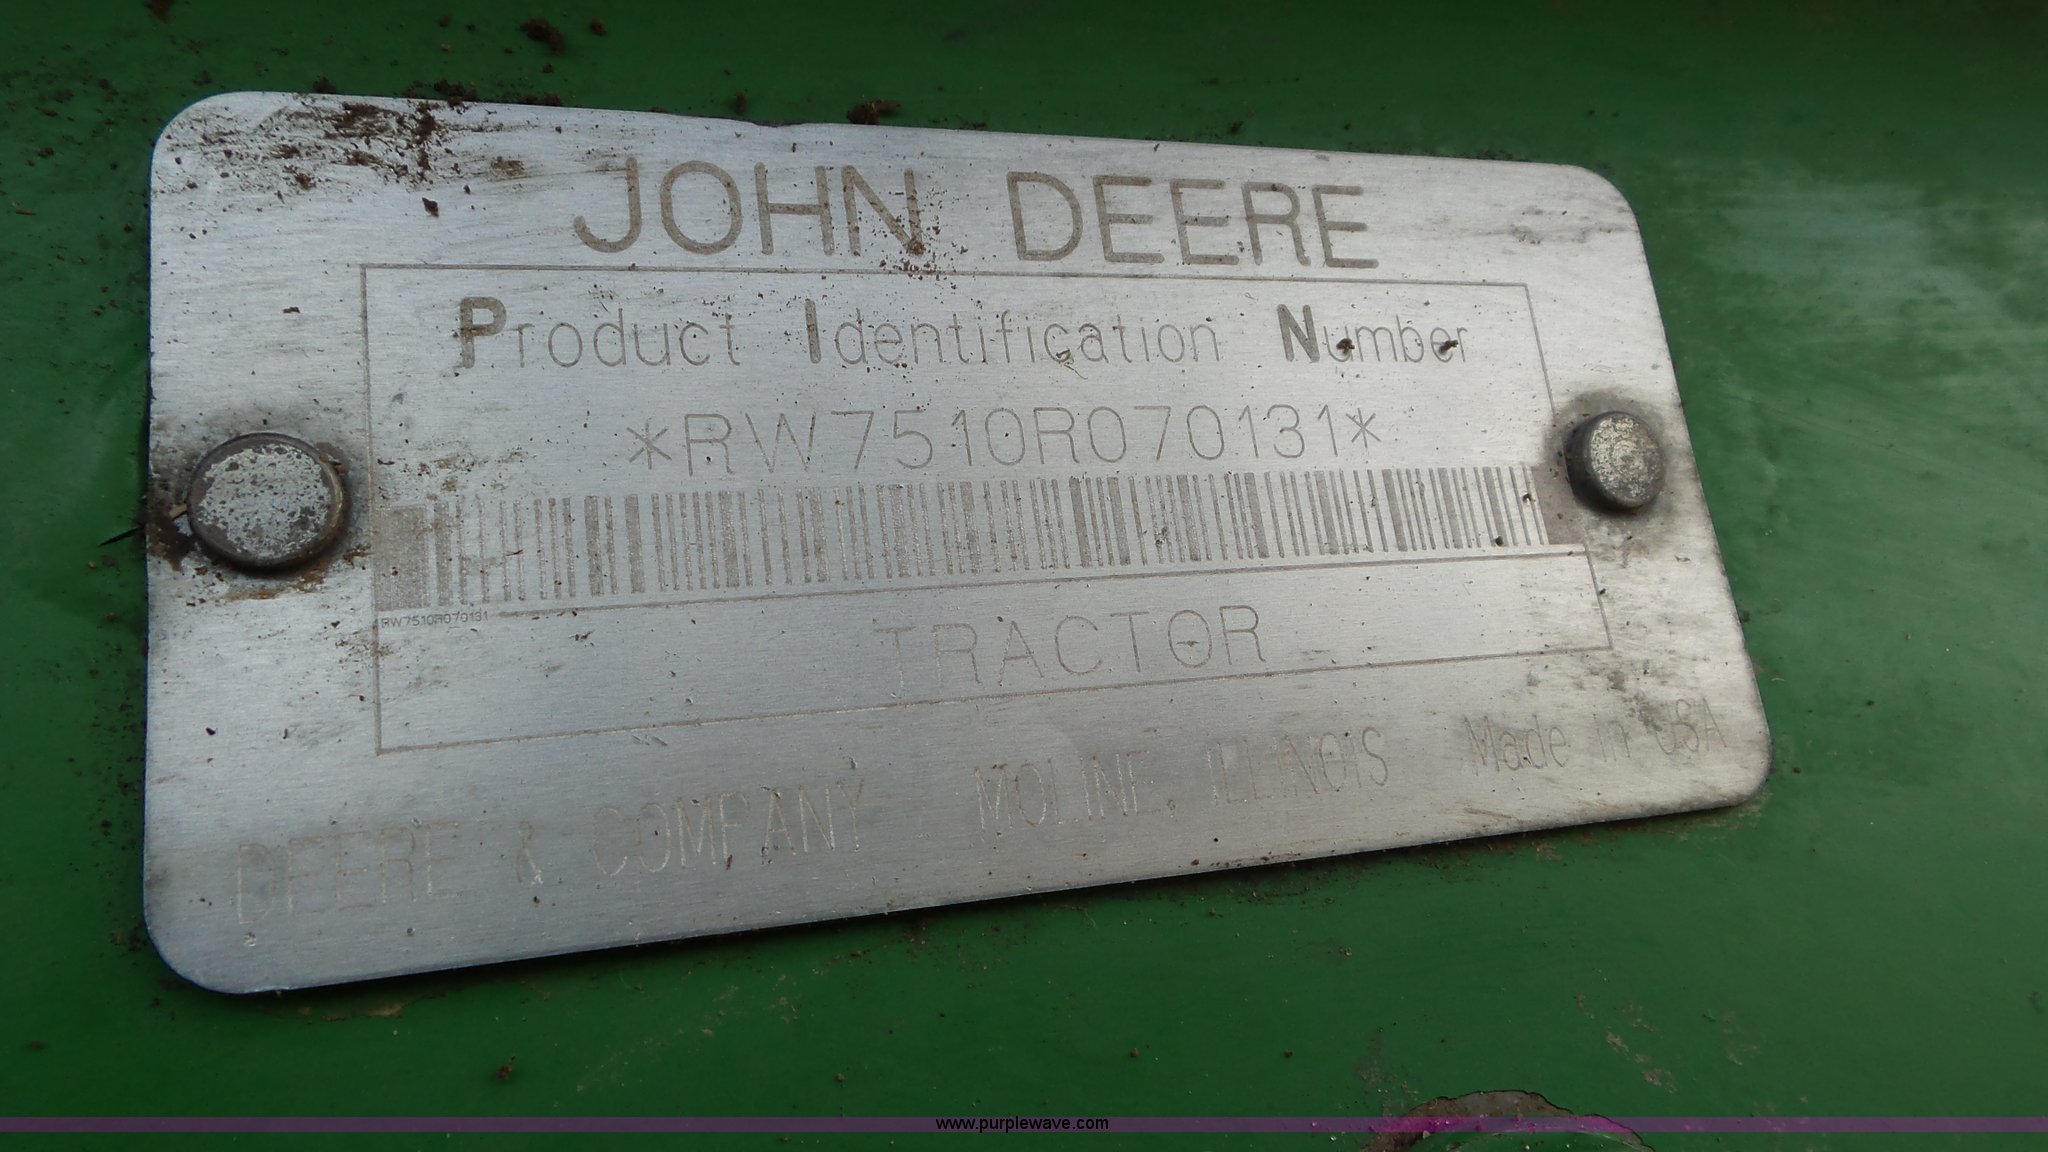 JOHN DEERE
Product Identification Number
*RW7510R070131*
RW7510R070131
TRACTOR
DEERE & COMPANY MOLINE, ILLINOIS Made in USA
www.purplewave.com